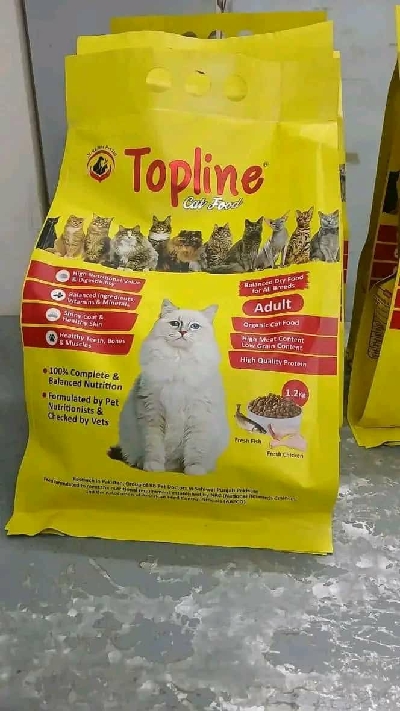 Topline
Cat Food
High Nutritional Value
& Digestibility
Balanced Ingredients
Vitamins & Minerals
Shiny Coat &
Healthy Skin
Healthy Teeth, Bones
& Muscles
• 100% Complete &
Balanced Nutrition
• Formulated by Pet
Nutritionists &
Checked by Vets
Balanced Dry Food
for All Breeds
Adult
Organic Cat Food
High Meat Content
Low Grain Content
High Quality Protein
1.2kg
Fresh Fish
Fresh Chicken